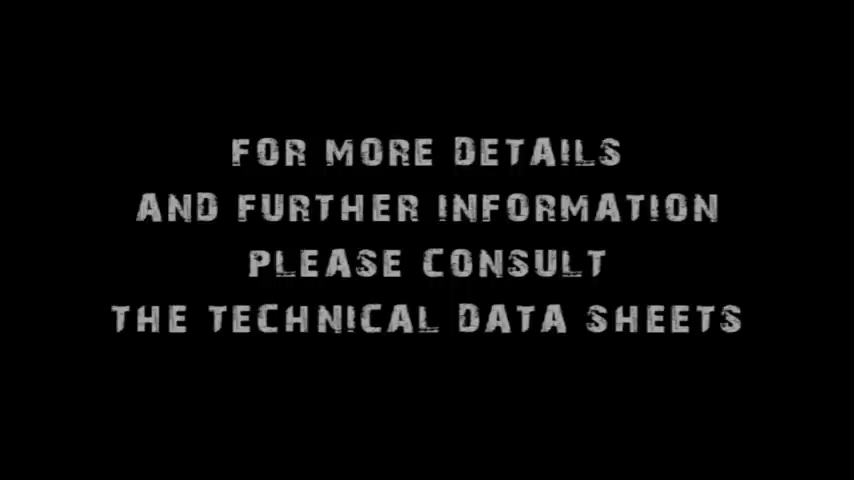 FOR MORE DETAILS
AND FURTHER INFORMATION
PLEASE CONSULT
THE TECHNICAL DATA SHEETS